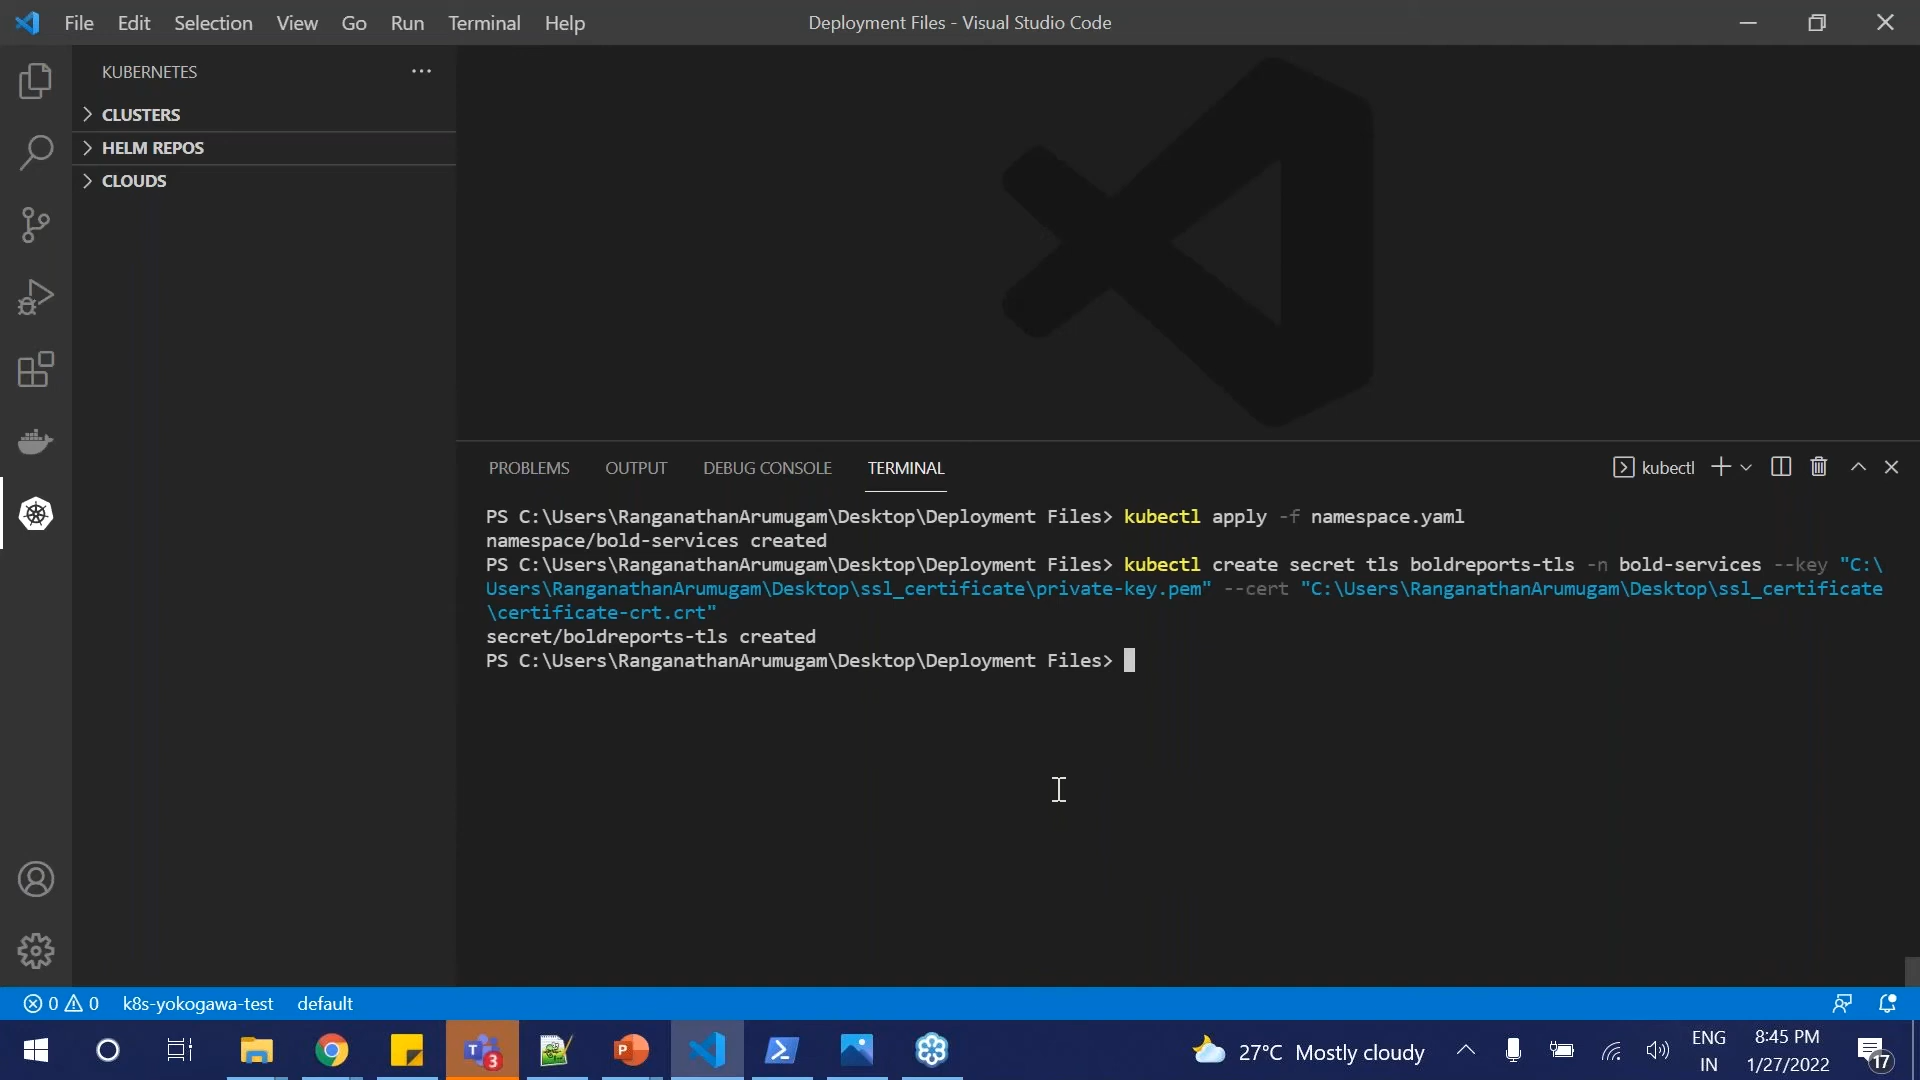 File Edit Selection View Go Run Terminal Help
Deployment Files - Visual Studio Code
KUBERNETES
CLUSTERS
HELM REPOS
CLOUDS
PROBLEMS OUTPUT DEBUG CONSOLE TERMINAL
kubectl
PS C:\Users\RanganathanArumugam\Desktop\Deployment Files> kubectl apply -f namespace.yaml
namespace/bold-services created
PS C:\Users\RanganathanArumugam\Desktop\Deployment Files> kubectl create secret tls boldreports-tls -n bold-services --key "C:\
Users\RanganathanArumugam\Desktop\ssl_certificate\private-key.pem" --cert "C:\Users\RanganathanArumugam\Desktop\ssl_certificate
\certificate-crt.crt"
secret/boldreports-tls created
PS C:\Users\RanganathanArumugam\Desktop\Deployment Files>
0 0 k8s-yokogawa-test default
3
P
27°C Mostly cloudy
ENG
IN
8:45 PM
1/27/2022
17